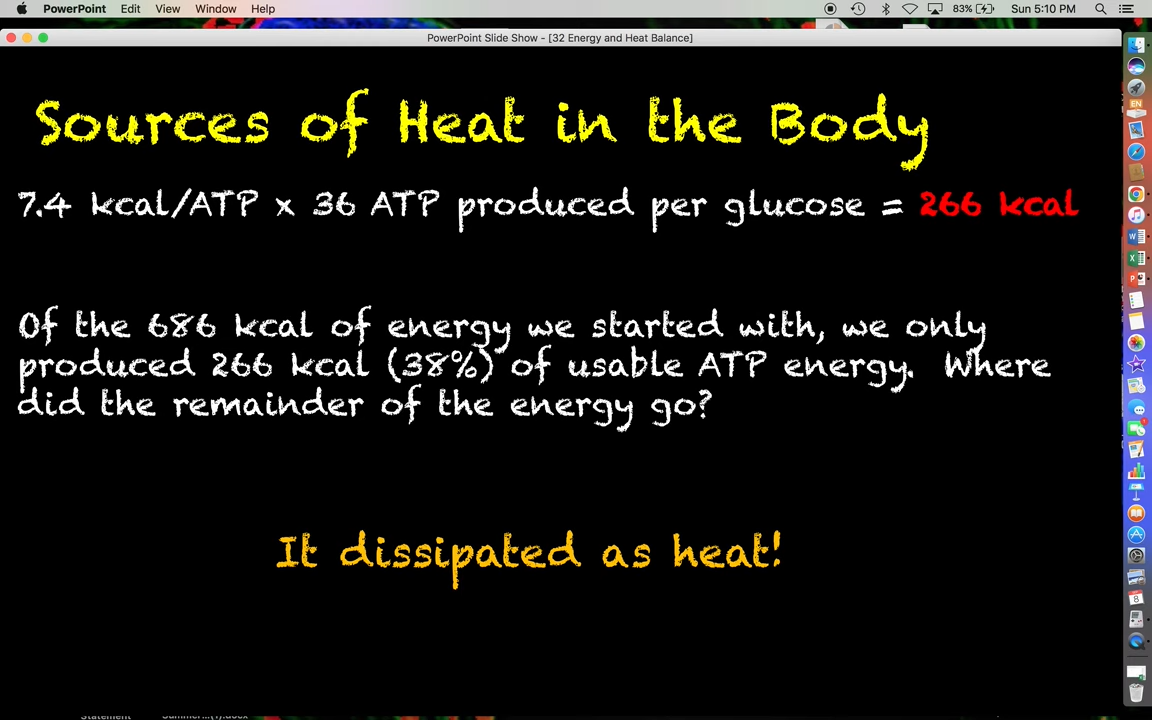 PowerPoint Edit View Window Help 83% Sun 5:10 PM
PowerPoint Slide Show - [32 Energy and Heat Balance]
Sources of Heat in the Body
7.4 kcal/ATP x 36 ATP produced per glucose = 266 kcal
Of the 686 kcal of energy we started with, we only
produced 266 kcal (38%) of usable ATP energy. Where
did the remainder of the energy go?
It dissipated as heat!